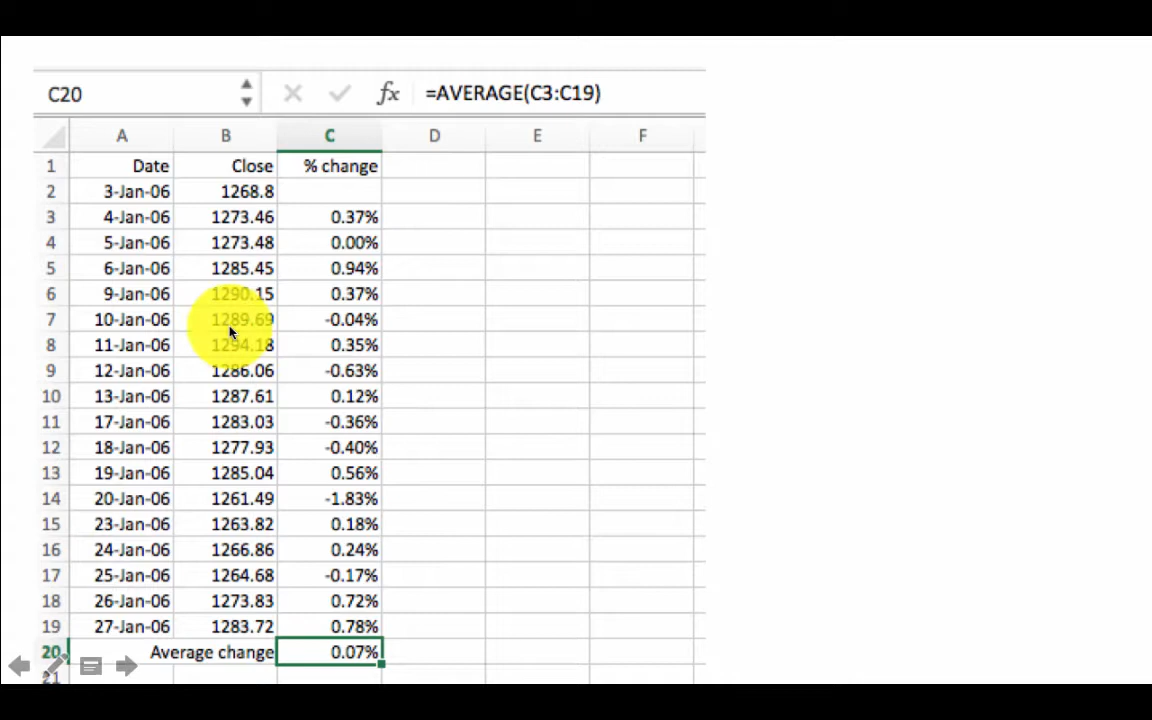 C20 fx =AVERAGE(C3:C19)
A B C D E F
1 Date Close % change
2 3-Jan-06 1268.8
3 4-Jan-06 1273.46 0.37%
4 5-Jan-06 1273.48 0.00%
5 6-Jan-06 1285.45 0.94%
6 9-Jan-06 1290.15 0.37%
7 10-Jan-06 1289.69 -0.04%
8 11-Jan-06 1294.18 0.35%
9 12-Jan-06 1286.06 -0.63%
10 13-Jan-06 1287.61 0.12%
11 17-Jan-06 1283.03 -0.36%
12 18-Jan-06 1277.93 -0.40%
13 19-Jan-06 1285.04 0.56%
14 20-Jan-06 1261.49 -1.83%
15 23-Jan-06 1263.82 0.18%
16 24-Jan-06 1266.86 0.24%
17 25-Jan-06 1264.68 -0.17%
18 26-Jan-06 1273.83 0.72%
19 27-Jan-06 1283.72 0.78%
20 Average change 0.07%
21